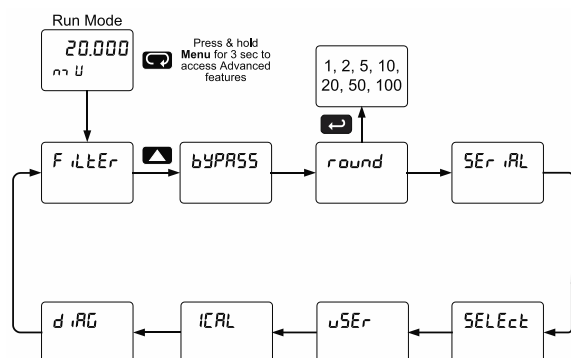 Run Mode
20.000
mV
Press & hold
Menu for 3 sec to
access Advanced
features
1, 2, 5, 10,
20, 50, 100
FiLtEr
bYPASS
round
SEriAL
diAG
ICAL
uSEr
SELEct